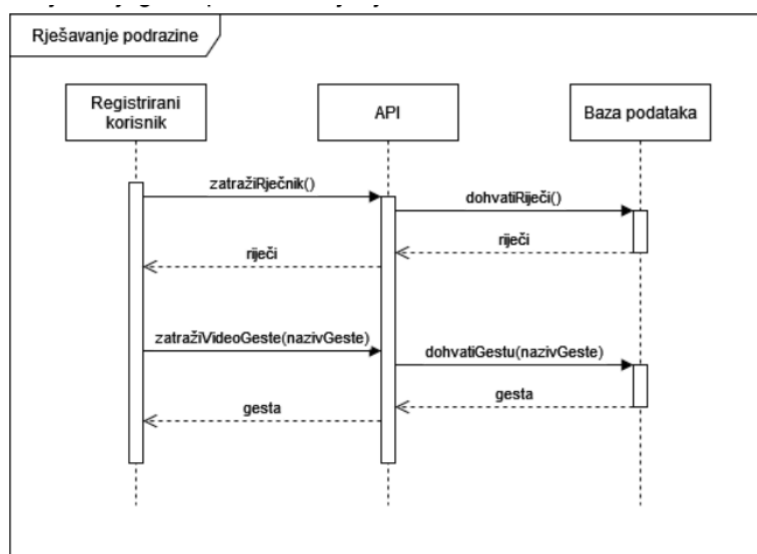 Rješavanje podrazine
Registrirani
korisnik
API
Baza podataka
zatražiRječnik()
dohvatiRiječi()
riječi
riječi
zatražiVideoGeste(nazivGeste)
dohvatiGestu(nazivGeste)
gesta
gesta